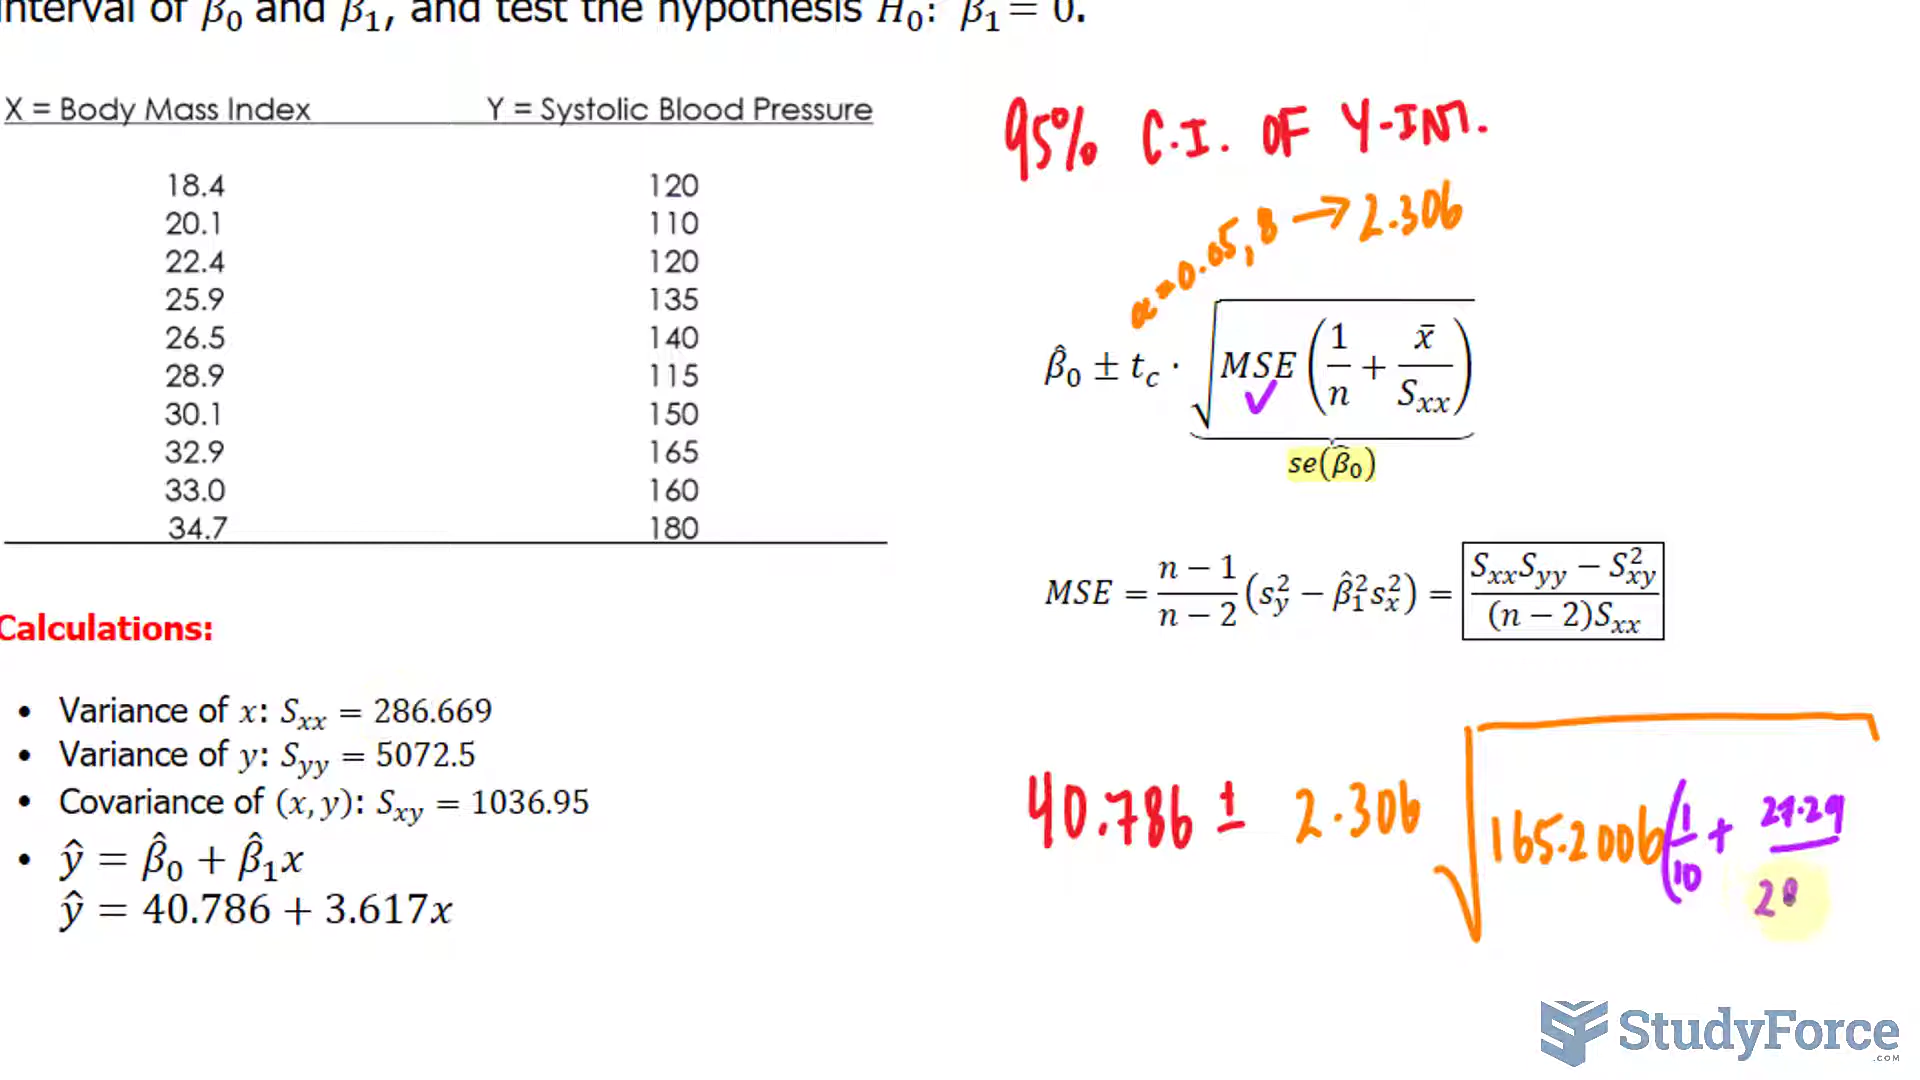 interval of β₀ and β₁, and test the hypothesis H₀: β₁ = 0.
X = Body Mass Index Y = Systolic Blood Pressure
18.4 120
20.1 110
22.4 120
25.9 135
26.5 140
28.9 115
30.1 150
32.9 165
33.0 160
34.7 180
Calculations:
• Variance of x: Sxx = 286.669
• Variance of y: Syy = 5072.5
• Covariance of (x, y): Sxy = 1036.95
• ŷ = β̂₀ + β̂₁x
ŷ = 40.786 + 3.617x
95% C.I. OF Y-INT.
α=0.05, 8 → 2.306
β̂₀ ± t_c · √(MSE(1/n + x̄/Sxx))
se(β̂₀)
MSE = (n − 1)/(n − 2) (s²y − β̂₁²s²x) = (SxxSyy − S²xy)/((n − 2)Sxx)
40.786 ± 2.306 √165.2006(1/10 + 27.29/28
StudyForce
.COM